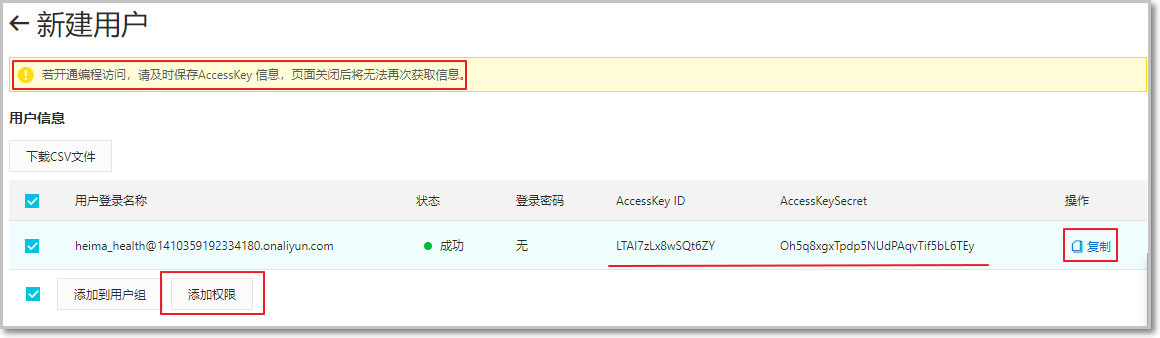 新建用户
若开通编程访问，请及时保存AccessKey 信息，页面关闭后将无法再次获取信息。
用户信息
下载CSV文件
用户登录名称 状态 登录密码 AccessKey ID AccessKeySecret 操作
heima_health@1410359192334180.onaliyun.com 成功 无 LTAI7zLx8wSQt6ZY Oh5q8xgxTpdp5NUdPAqvTif5bL6TEy 复制
添加到用户组 添加权限